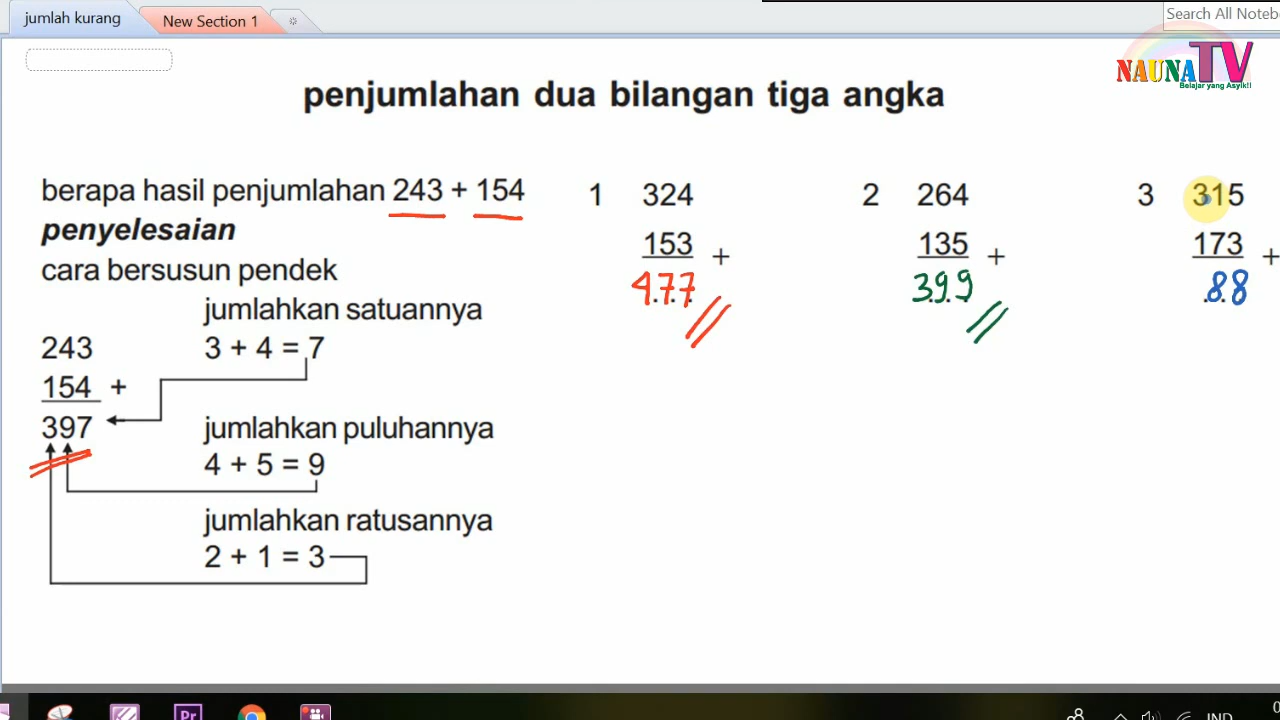 jumlah kurang
New Section 1
Search All Noteb
NAUNA TV
Belajar yang Asyik!!
penjumlahan dua bilangan tiga angka
berapa hasil penjumlahan 243 + 154
penyelesaian
cara bersusun pendek
jumlahkan satuannya
3 + 4 = 7
243
154 +
397
jumlahkan puluhannya
4 + 5 = 9
jumlahkan ratusannya
2 + 1 = 3
1 324
153 +
477
2 264
135 +
399
3 315
173 +
88
Pr
IND